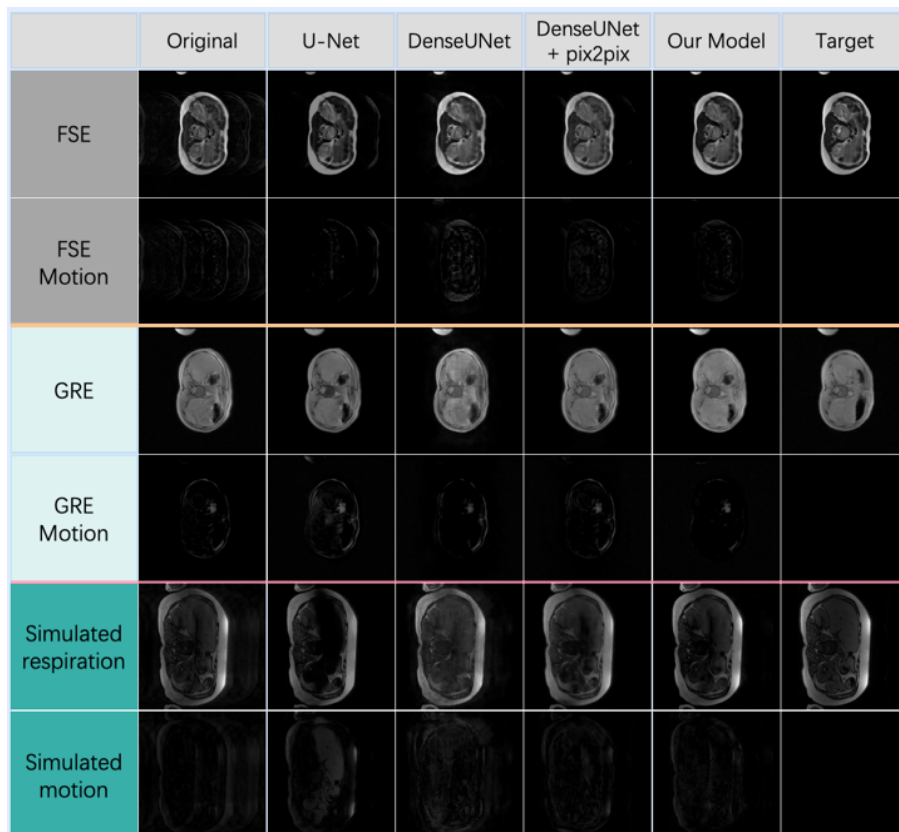 Original
U-Net
DenseUNet
DenseUNet
+ pix2pix
Our Model
Target
FSE
FSE
Motion
GRE
GRE
Motion
Simulated
respiration
Simulated
motion